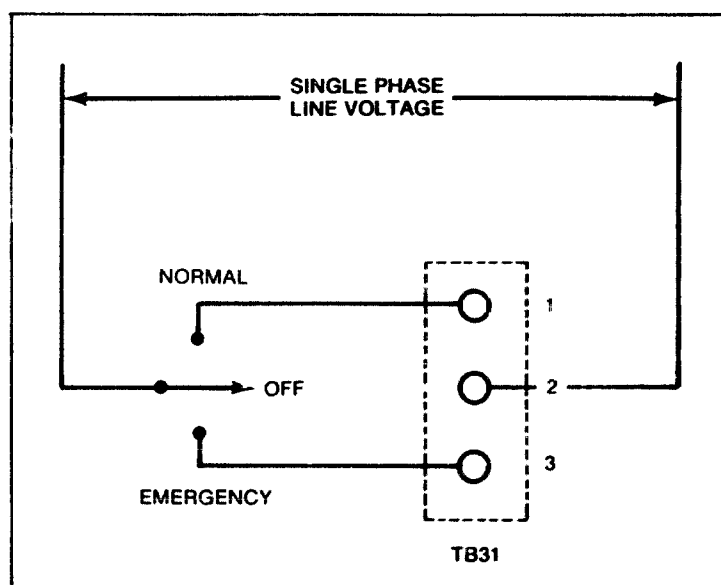 SINGLE PHASE
LINE VOLTAGE
NORMAL
1
OFF
2
3
EMERGENCY
TB31